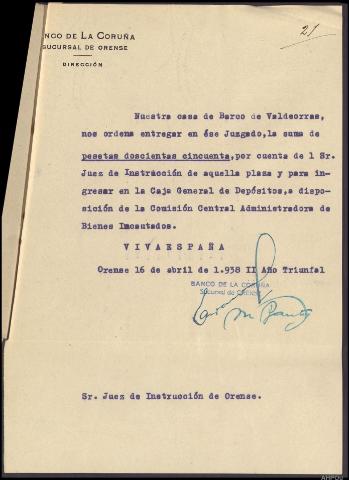 21
NCO DE LA CORUÑA
SUCURSAL DE ORENSE
DIRECCIÓN
Nuestra casa de Barco de Valdeorras,
nos ordena entregar en ése Juzgado,la suma de
pesetas doscientas cincuenta,por cuenta de l Sr.
Juez de Instrucción de aquella plaza y para in-
gresar en la Caja General de Depósitos,a dispo-
sición de la Comisión Central Administradora de
Bienes Incautados.
VIVAESPAÑA
Orense 16 de abril de 1.938 II Año Triunfal
BANCO DE LA CORUÑA
Sucursal de ORENSE
Sr. Juez de Instrucción de Orense.
AHPOU